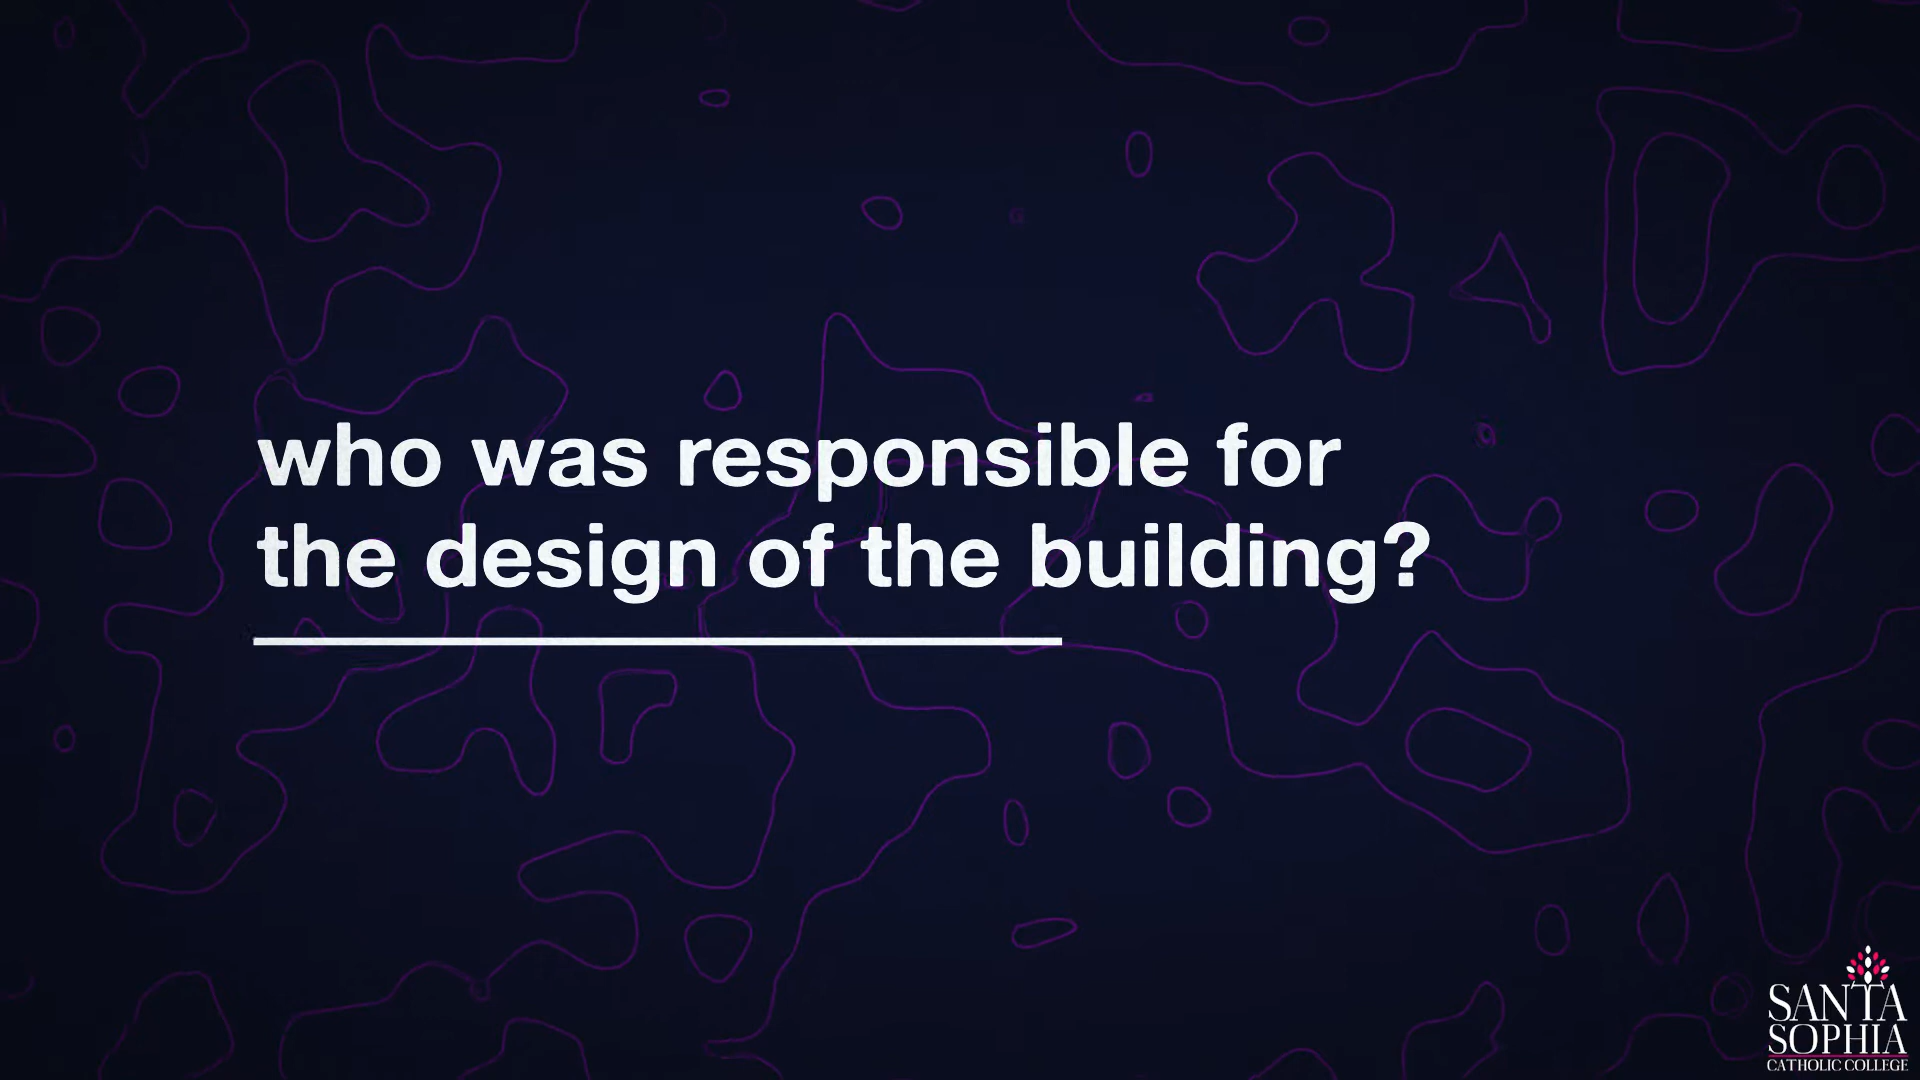 who was responsible for
the design of the building?
SANTA
SOPHIA
CATHOLIC COLLEGE